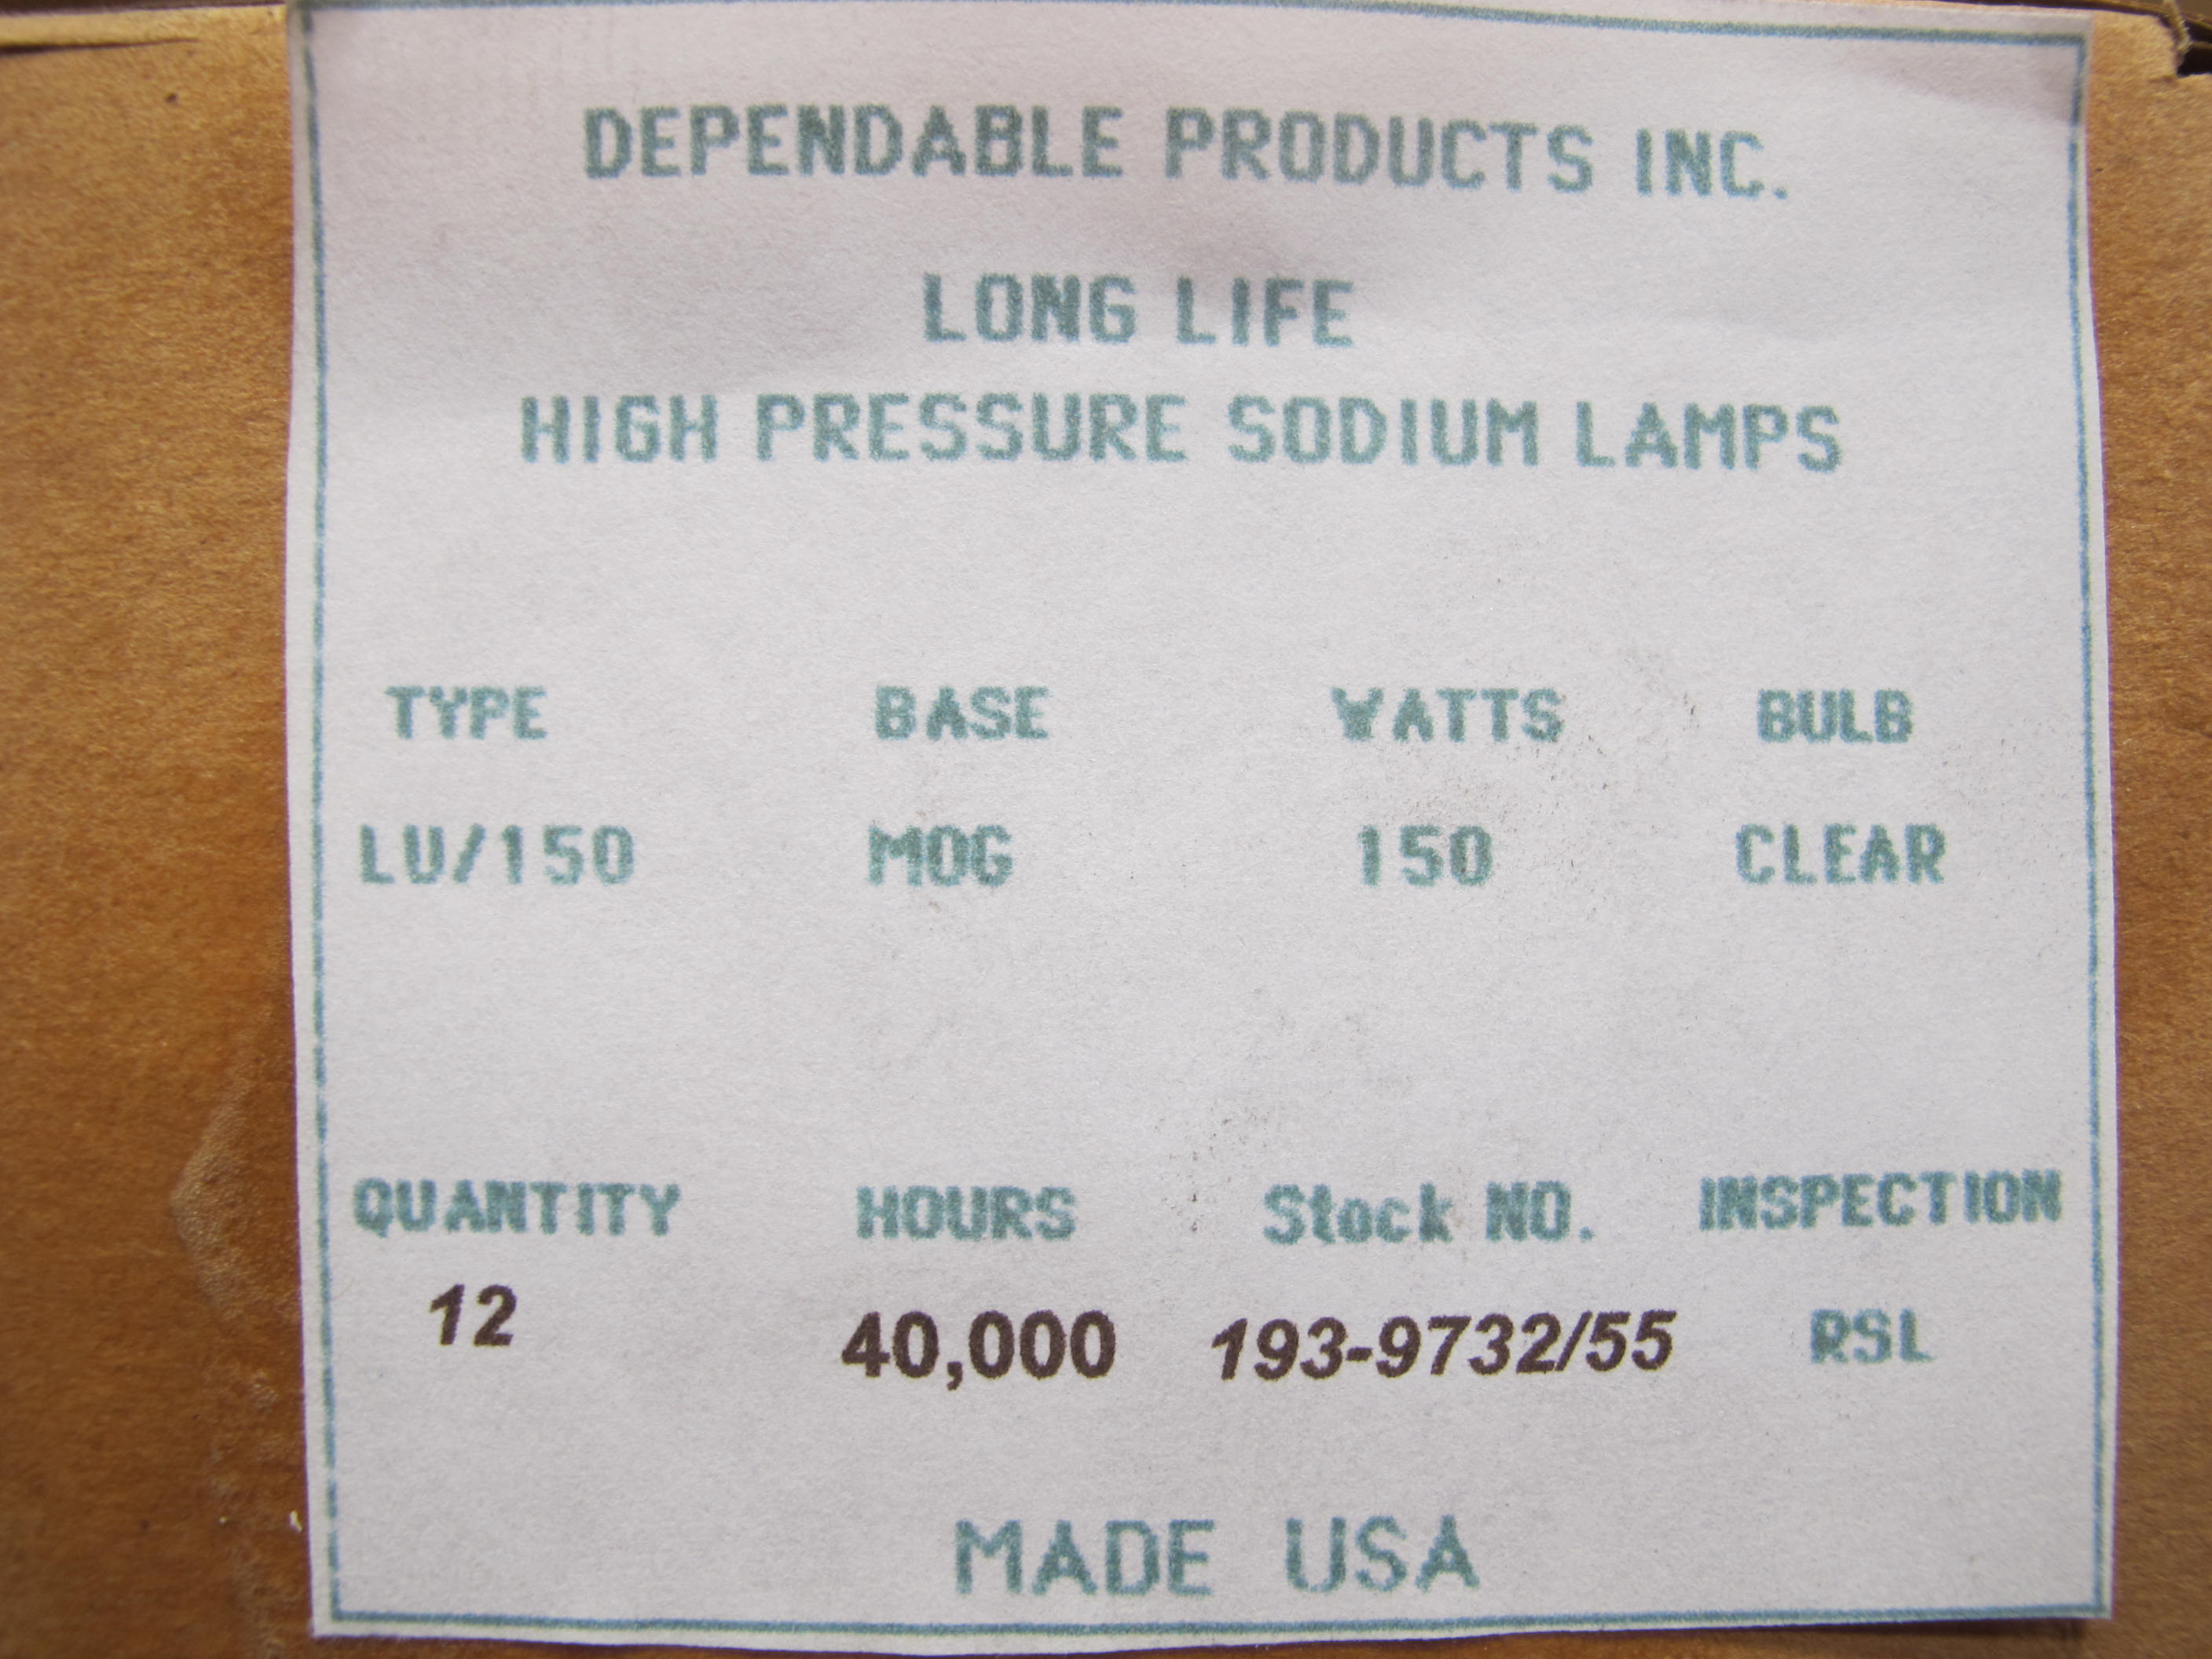 DEPENDABLE PRODUCTS INC.
LONG LIFE
HIGH PRESSURE SODIUM LAMPS
TYPE BASE WATTS BULB
LU/150 MOG 150 CLEAR
QUANTITY HOURS Stock NO. INSPECTION
12 40,000 193-9732/55 RSL
MADE USA